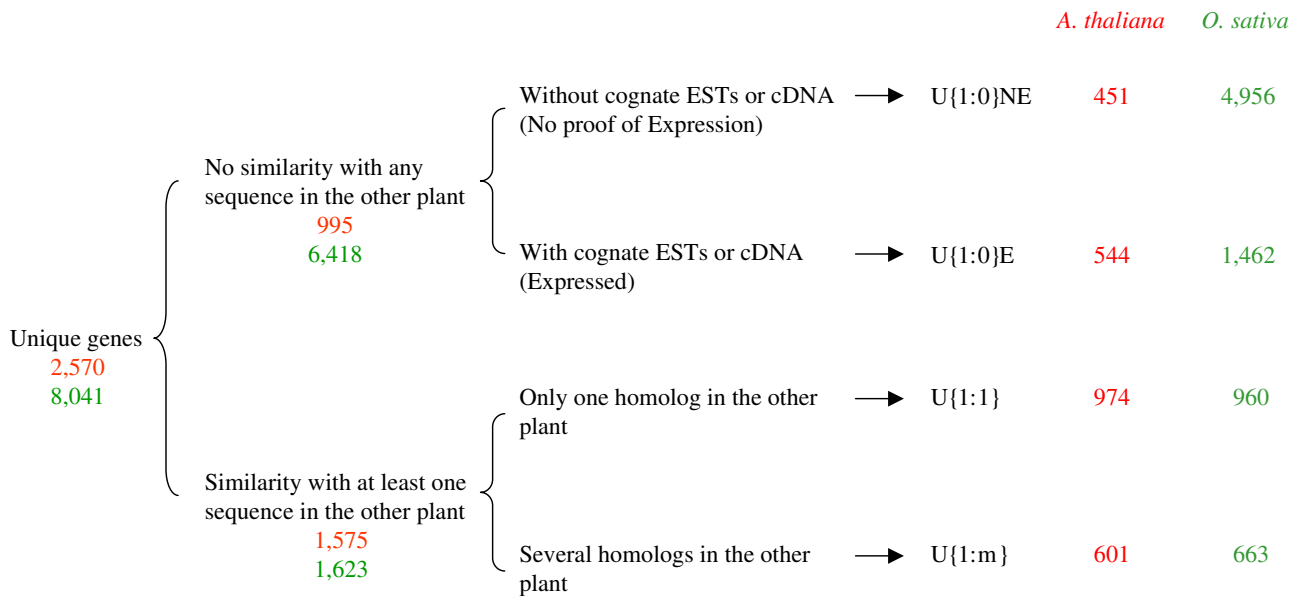 A. thaliana O. sativa
Without cognate ESTs or cDNA U{1:0}NE 451 4,956
(No proof of Expression)
No similarity with any
sequence in the other plant
995
6,418
With cognate ESTs or cDNA U{1:0}E 544 1,462
(Expressed)
Unique genes
2,570
8,041
Only one homolog in the other U{1:1} 974 960
plant
Similarity with at least one
sequence in the other plant
1,575
1,623
Several homologs in the other U{1:m} 601 663
plant